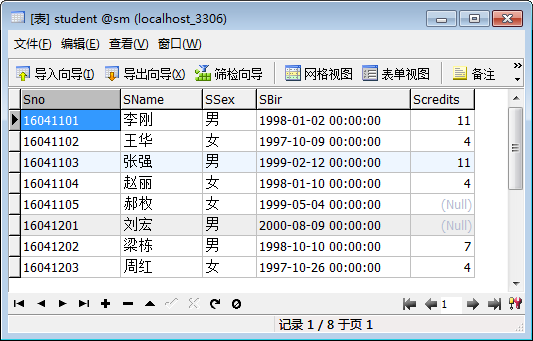 [表] student @sm (localhost_3306)
文件(F) 编辑(E) 查看(V) 窗口(W)
导入向导(I) 导出向导(X) 筛检向导 网格视图 表单视图 备注 »
Sno SName SSex SBir Scredits
16041101 李刚 男 1998-01-02 00:00:00 11
16041102 王华 女 1997-10-09 00:00:00 4
16041103 张强 男 1999-02-12 00:00:00 11
16041104 赵丽 女 1998-01-10 00:00:00 4
16041105 郝枚 女 1999-05-04 00:00:00 (Null)
16041201 刘宏 男 2000-08-09 00:00:00 (Null)
16041202 梁栋 男 1998-10-10 00:00:00 7
16041203 周红 女 1997-10-26 00:00:00 4
1
记录 1 / 8 于页 1